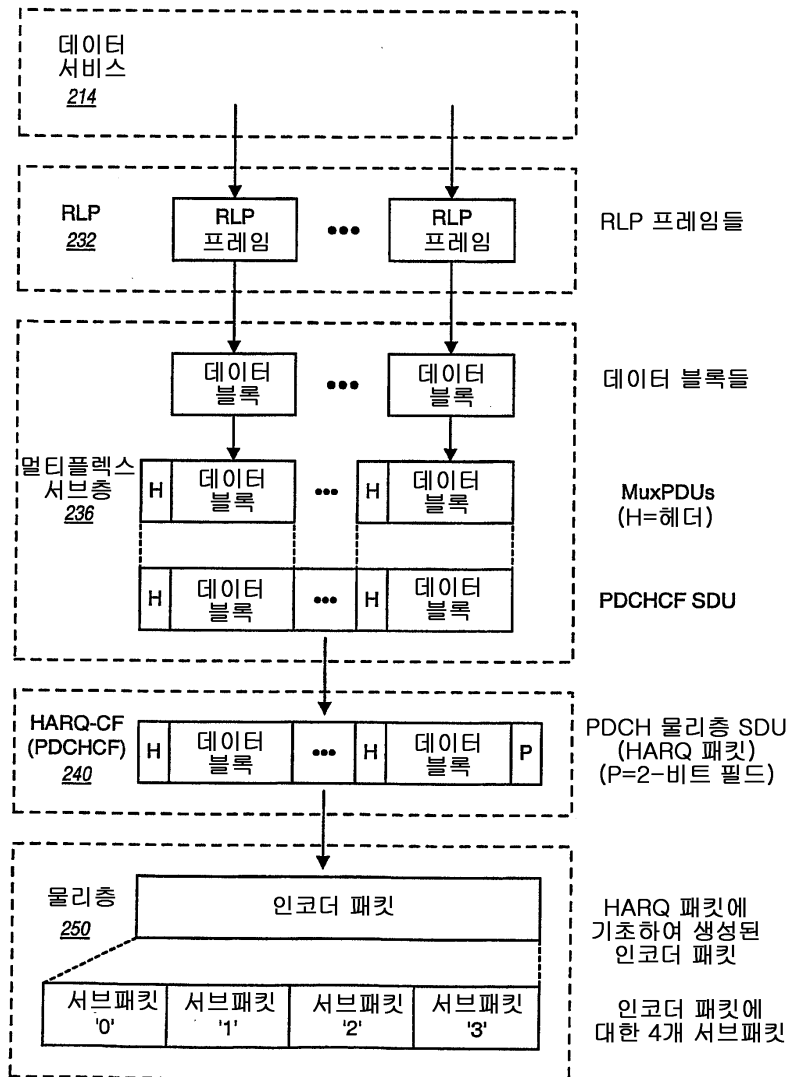 데이터
서비스
214
RLP
232
RLP
프레임
•••
RLP
프레임
RLP 프레임들
데이터
블록
•••
데이터
블록
데이터 블록들
멀티플렉스
서브층
236
H
데이터
블록
•••
H
데이터
블록
MuxPDUs
(H=헤더)
H
데이터
블록
•••
H
데이터
블록
PDCHCF SDU
HARQ-CF
(PDCHCF)
240
H
데이터
블록
•••
H
데이터
블록
P
PDCH 물리층 SDU
(HARQ 패킷)
(P=2-비트 필드)
물리층
250
인코더 패킷
HARQ 패킷에
기초하여 생성된
인코더 패킷
서브패킷
'0'
서브패킷
'1'
서브패킷
'2'
서브패킷
'3'
인코더 패킷에
대한 4개 서브패킷